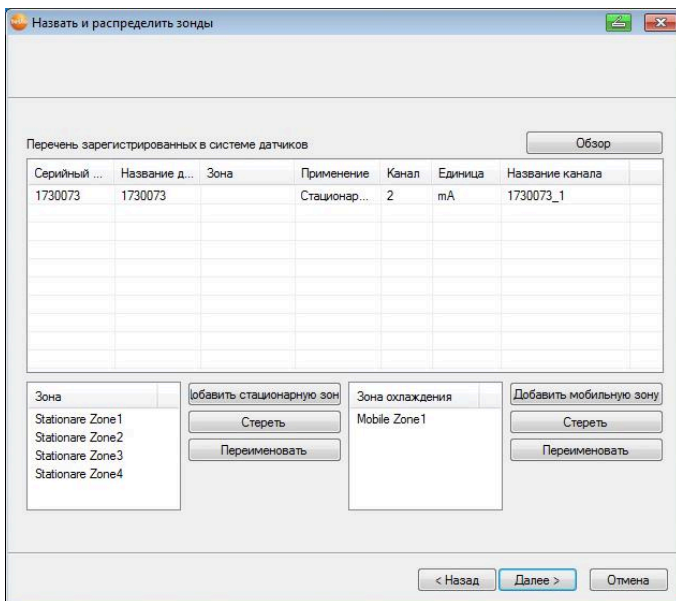 Назвать и распределить зонды
Перечень зарегистрированных в системе датчиков
Обзор
Серийный ... Название д... Зона Применение Канал Единица Название канала
1730073 1730073 Стационар... 2 mA 1730073_1
Зона
Stationare Zone1
Stationare Zone2
Stationare Zone3
Stationare Zone4
обавить стационарную зон
Стереть
Переименовать
Зона охлаждения
Mobile Zone1
Добавить мобильную зону
Стереть
Переименовать
< Назад Далее > Отмена